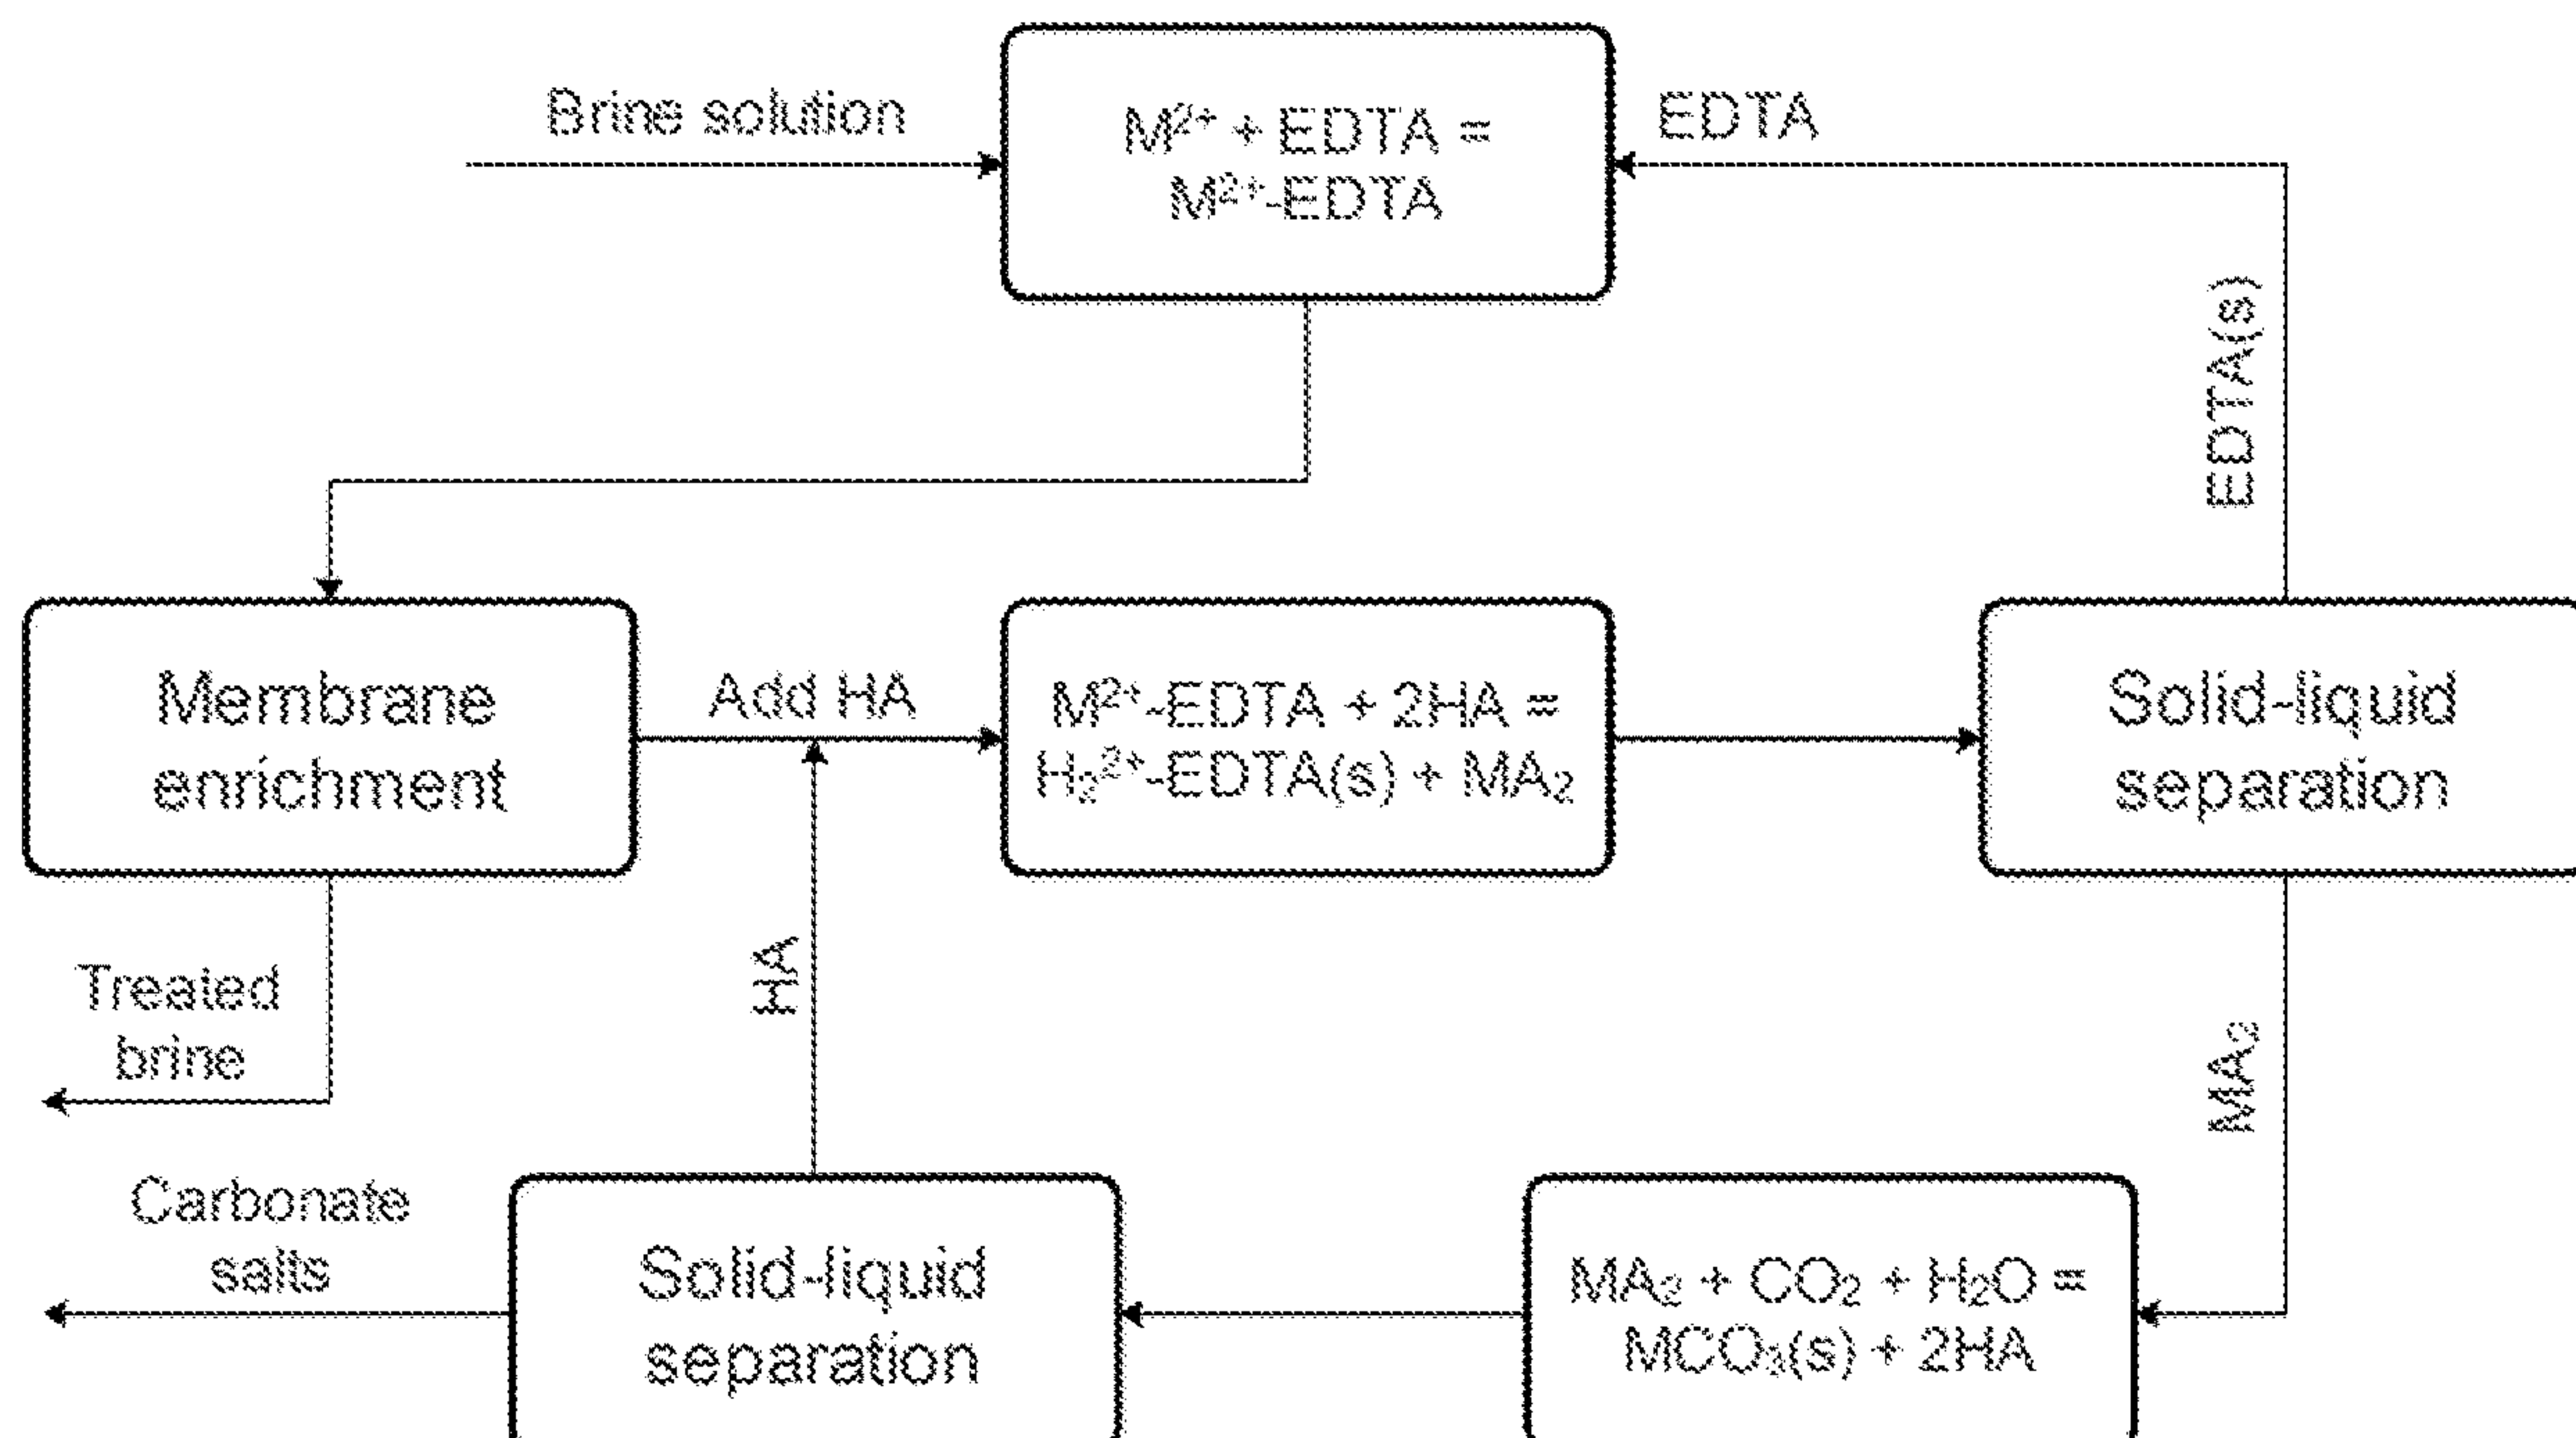 Brine solution
M²⁺ + EDTA =
M²⁺-EDTA
EDTA
EDTA(s)
Membrane
enrichment
Add HA
M²⁺-EDTA + 2HA =
H₂²⁺-EDTA(s) + MA₂
Solid-liquid
separation
Treated
brine
HA
MA₂
Carbonate
salts
Solid-liquid
separation
MA₂ + CO₂ + H₂O =
MCO₃(s) + 2HA